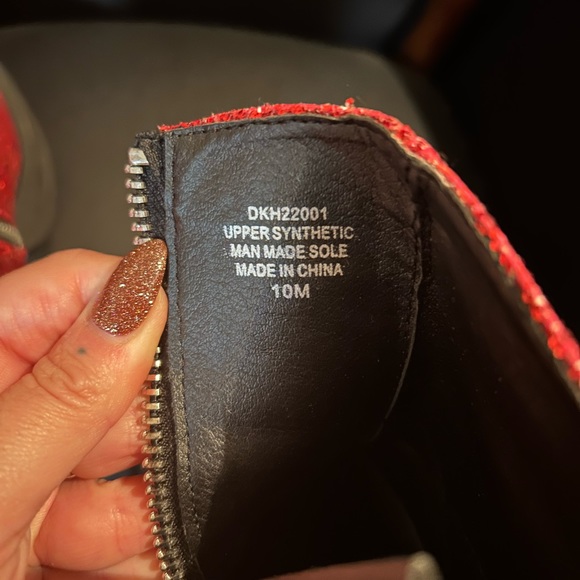 DKH22001
UPPER SYNTHETIC
MAN MADE SOLE
MADE IN CHINA
10M